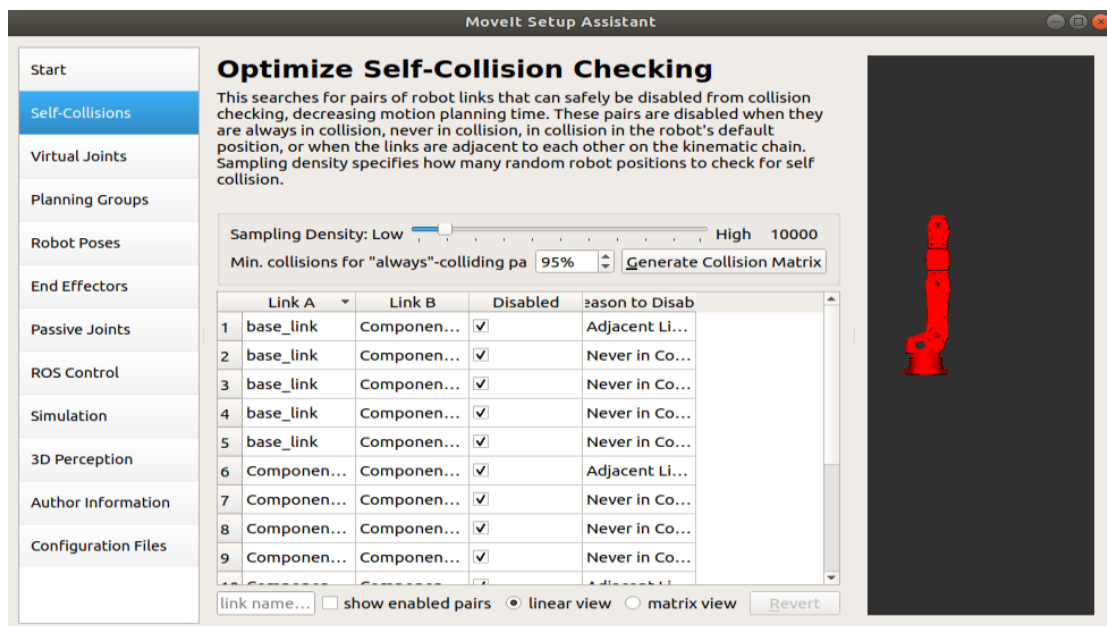 MoveIt Setup Assistant
Start
Self-Collisions
Virtual Joints
Planning Groups
Robot Poses
End Effectors
Passive Joints
ROS Control
Simulation
3D Perception
Author Information
Configuration Files
Optimize Self-Collision Checking
This searches for pairs of robot links that can safely be disabled from collision
checking, decreasing motion planning time. These pairs are disabled when they
are always in collision, never in collision, in collision in the robot's default
position, or when the links are adjacent to each other on the kinematic chain.
Sampling density specifies how many random robot positions to check for self
collision.
Sampling Density: Low High 10000
Min. collisions for "always"-colliding pa 95% Generate Collision Matrix
Link A Link B Disabled eason to Disab
1 base_link Componen... Adjacent Li...
2 base_link Componen... Never in Co...
3 base_link Componen... Never in Co...
4 base_link Componen... Never in Co...
5 base_link Componen... Never in Co...
6 Componen... Componen... Adjacent Li...
7 Componen... Componen... Never in Co...
8 Componen... Componen... Never in Co...
9 Componen... Componen... Never in Co...
link name... show enabled pairs linear view matrix view Revert